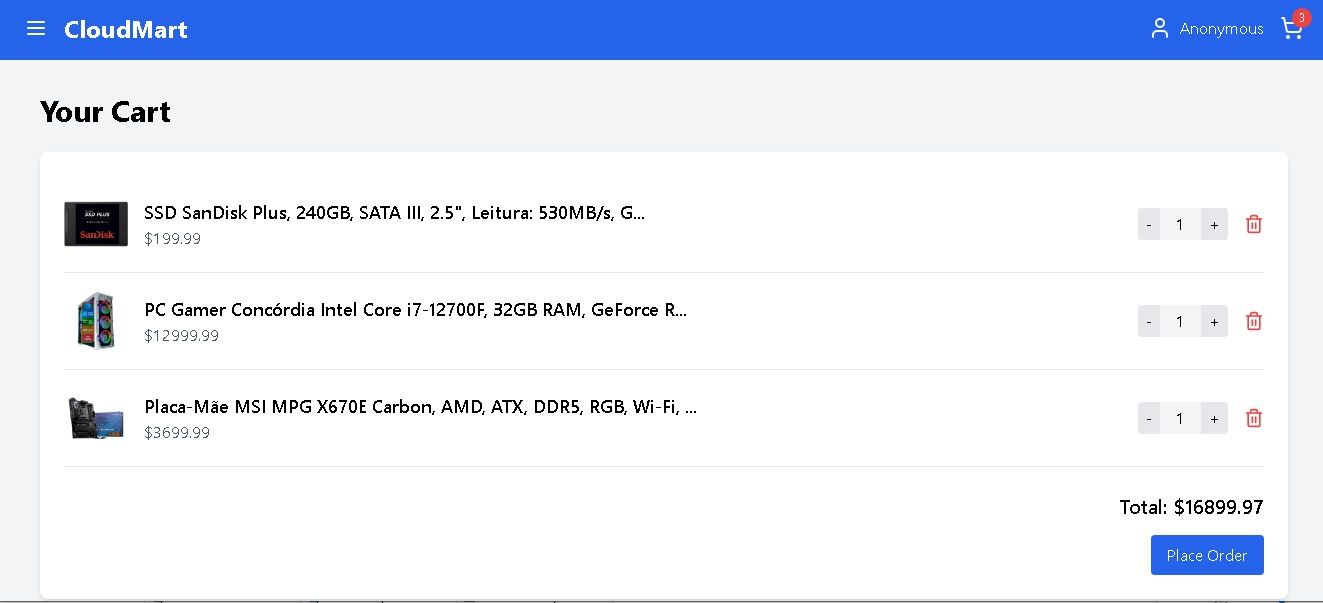 CloudMart
Anonymous
3
Your Cart
SSD PLUS
SanDisk
SSD SanDisk Plus, 240GB, SATA III, 2.5", Leitura: 530MB/s, G...
$199.99
- 1 +
PC Gamer Concórdia Intel Core i7-12700F, 32GB RAM, GeForce R...
$12999.99
- 1 +
Placa-Mãe MSI MPG X670E Carbon, AMD, ATX, DDR5, RGB, Wi-Fi, ...
$3699.99
- 1 +
Total: $16899.97
Place Order